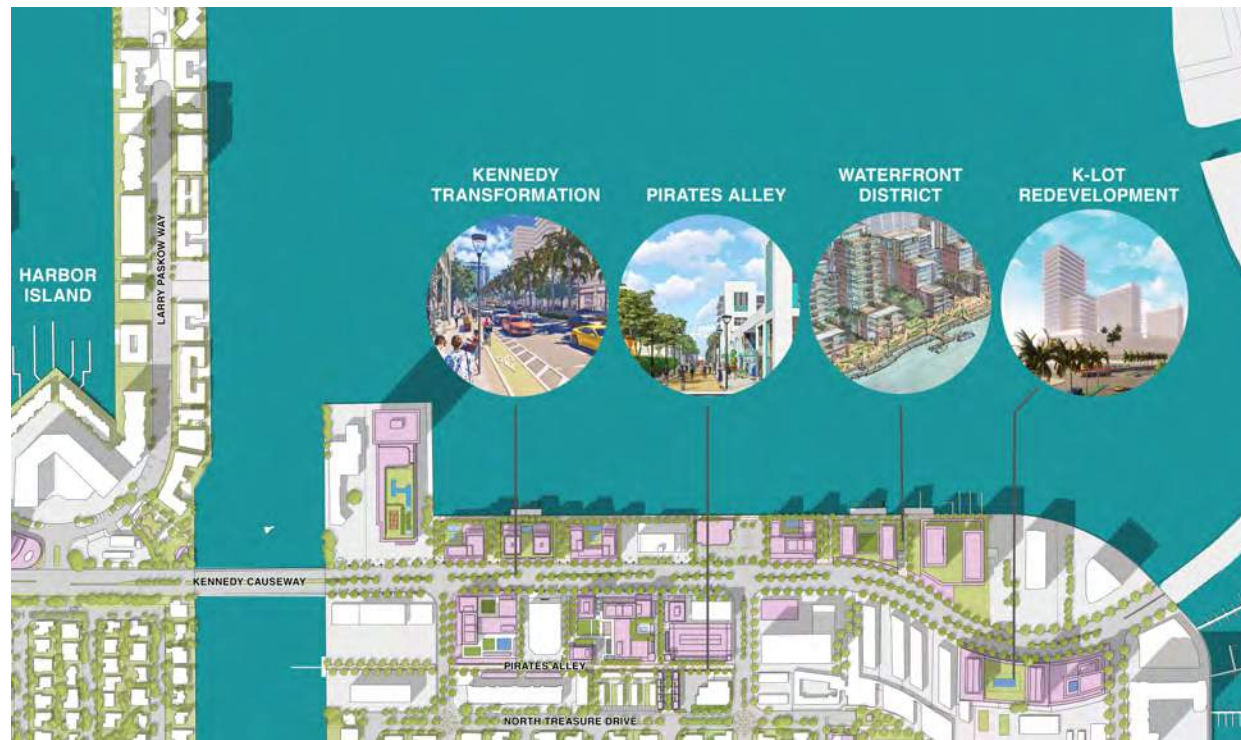 KENNEDY
TRANSFORMATION
PIRATES ALLEY
WATERFRONT
DISTRICT
K-LOT
REDEVELOPMENT
LARRY PASKOW WAY
HARBOR
ISLAND
KENNEDY CAUSEWAY
PIRATES ALLEY
NORTH TREASURE DRIVE